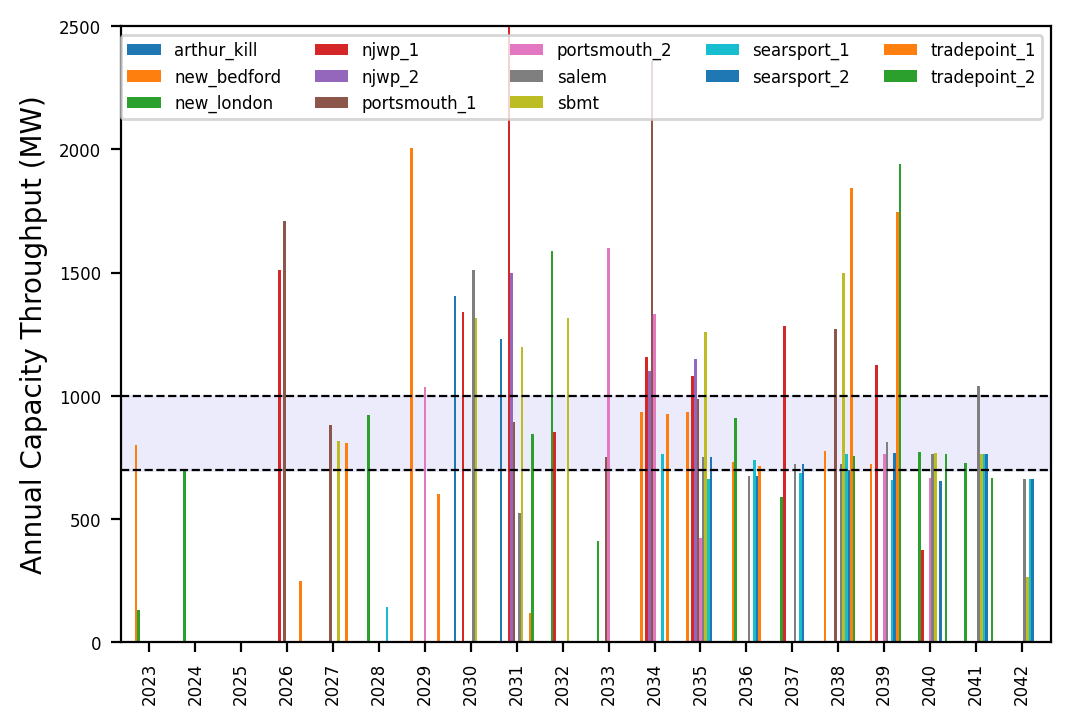 2500
2000
1500
1000
500
0
Annual Capacity Throughput (MW)
arthur_kill njwp_1 portsmouth_2 searsport_1 tradepoint_1
new_bedford njwp_2 salem searsport_2 tradepoint_2
new_london portsmouth_1 sbmt
2023 2024 2025 2026 2027 2028 2029 2030 2031 2032 2033 2034 2035 2036 2037 2038 2039 2040 2041 2042